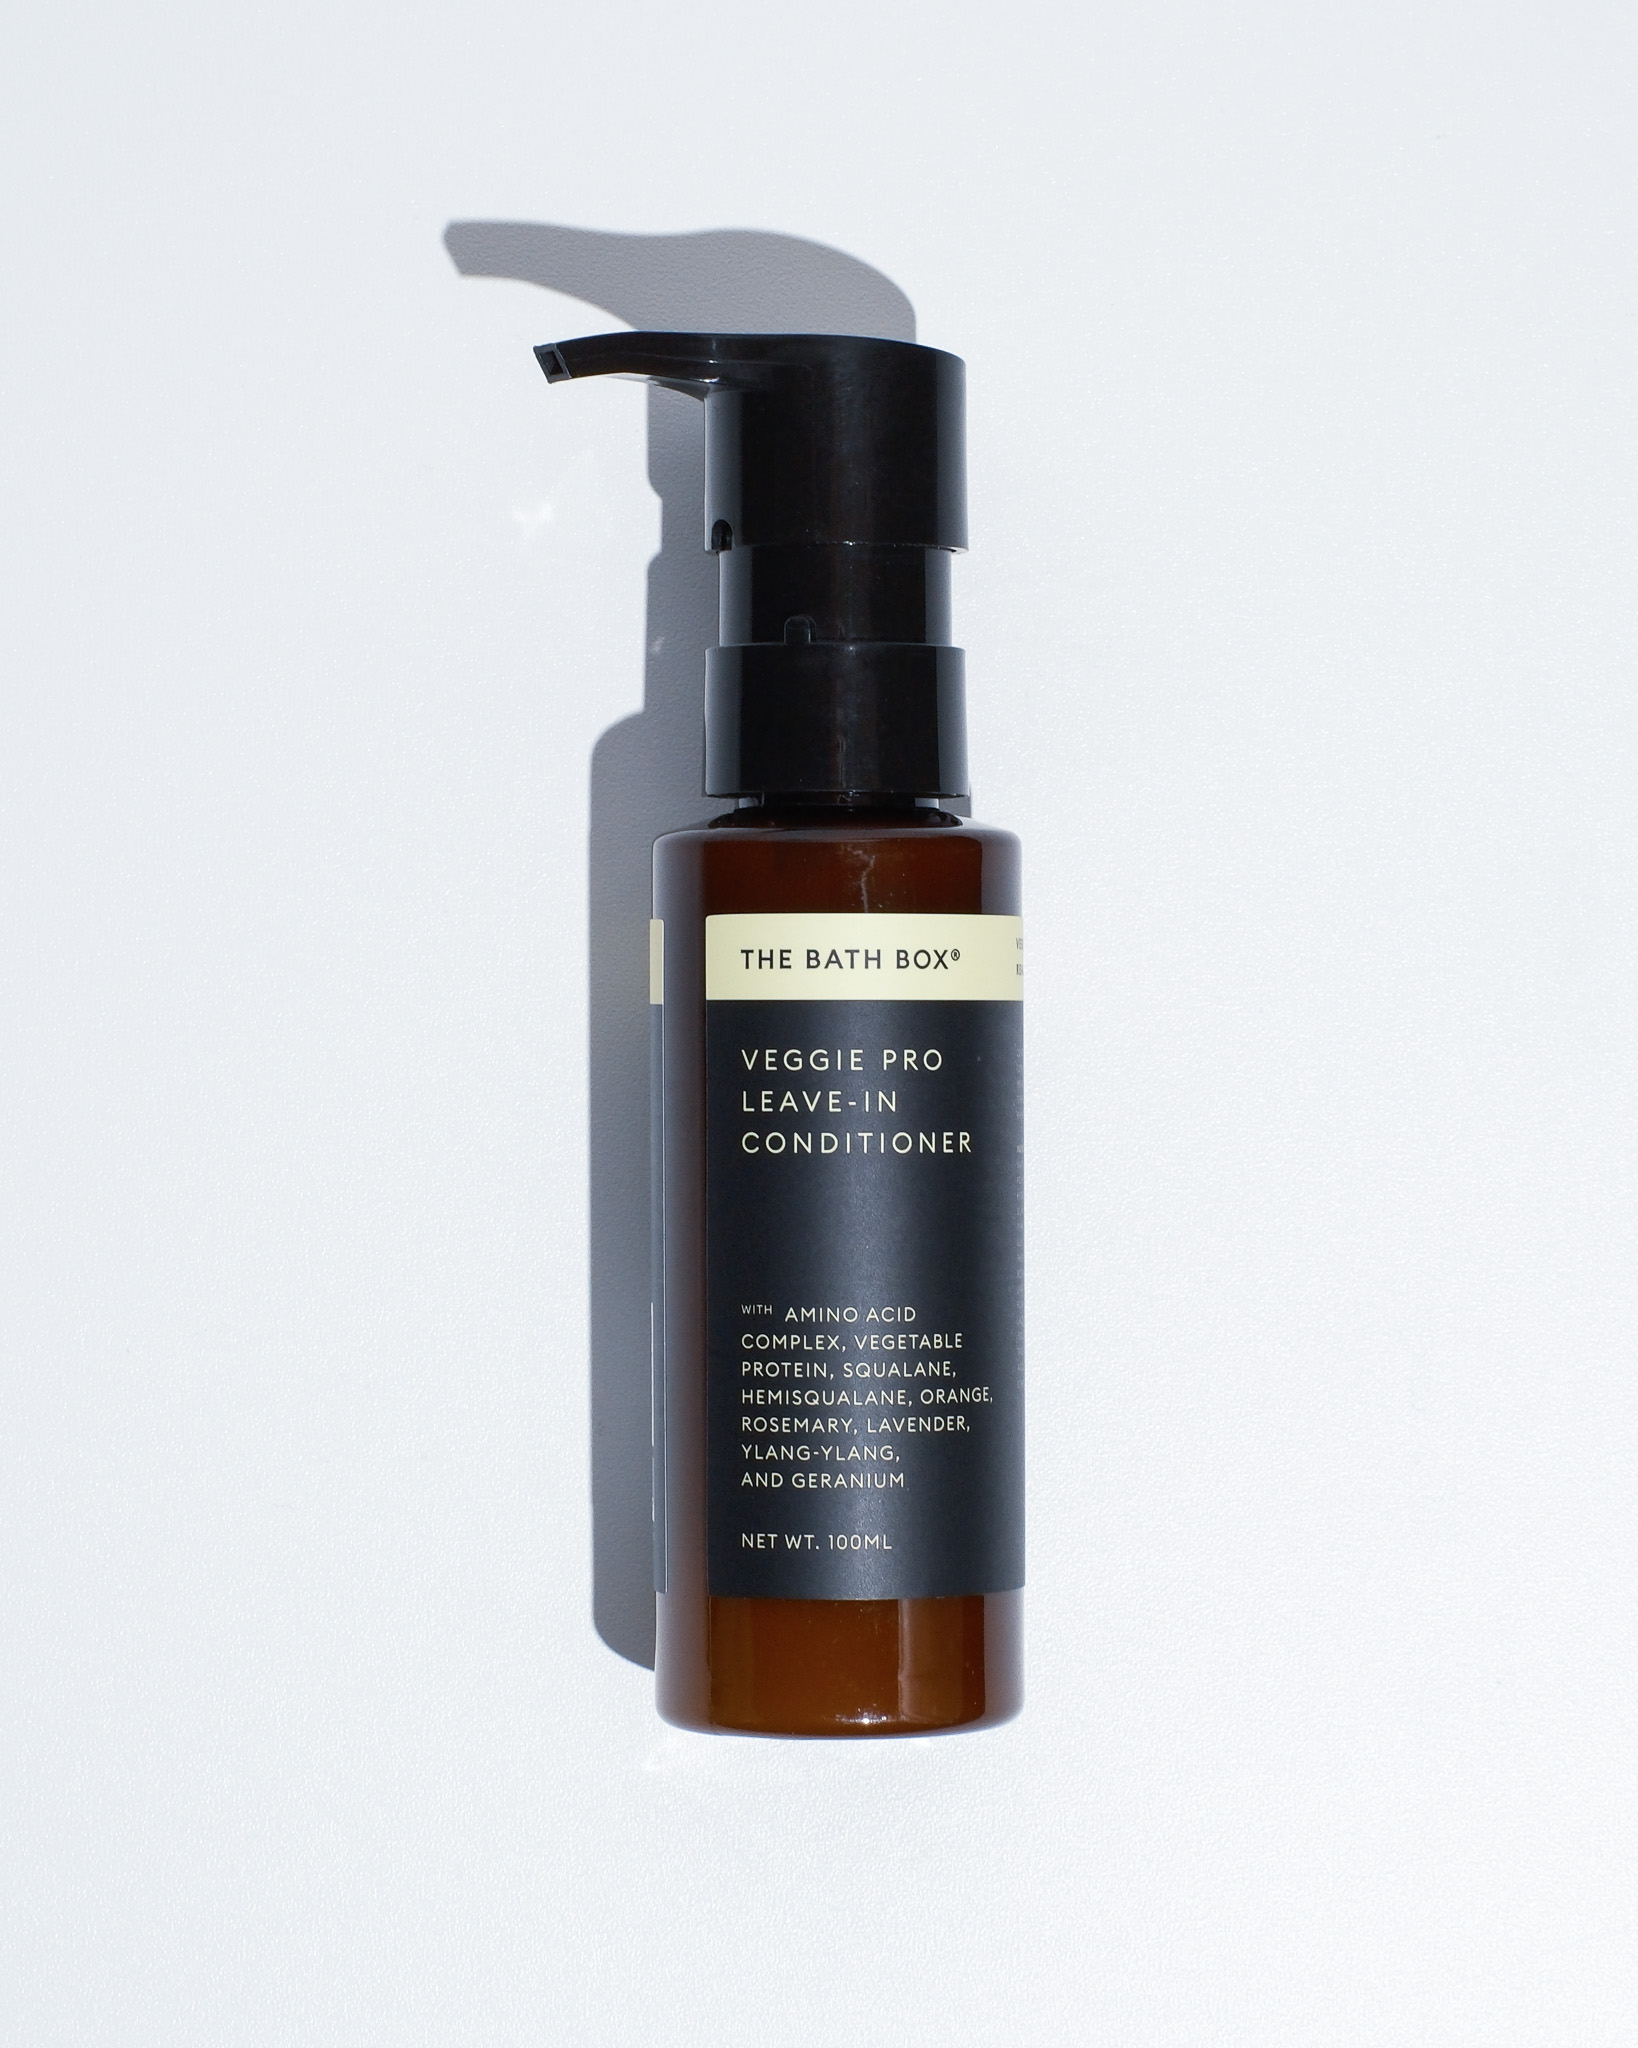 THE BATH BOX®
VEGGIE PRO
LEAVE-IN
CONDITIONER
WITH AMINO ACID
COMPLEX, VEGETABLE
PROTEIN, SQUALANE,
HEMISQUALANE, ORANGE,
ROSEMARY, LAVENDER,
YLANG-YLANG,
AND GERANIUM
NET WT. 100ML